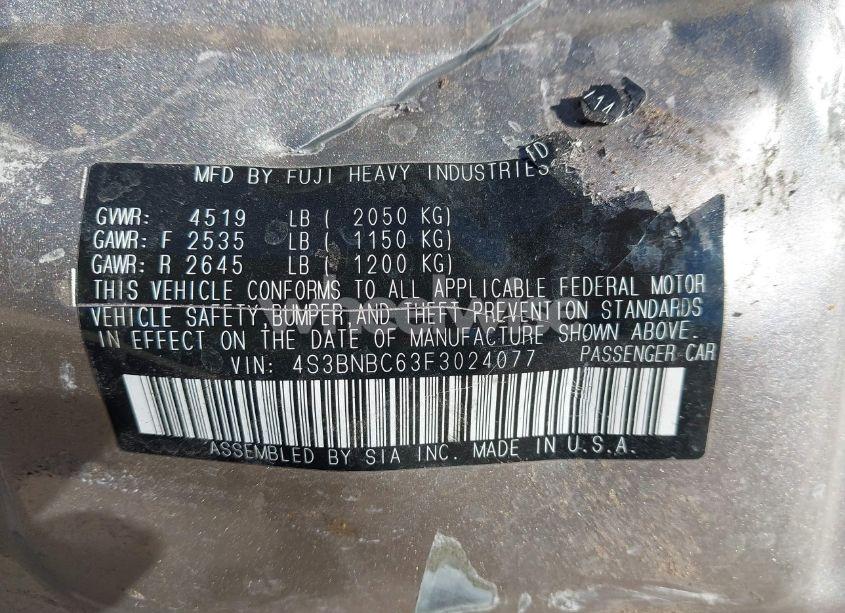 MFD BY FUJI HEAVY INDUSTRIES LTD
GVWR: 4519 LB ( 2050 KG)
GAWR: F 2535 LB ( 1150 KG)
GAWR: R 2645 LB ( 1200 KG)
THIS VEHICLE CONFORMS TO ALL APPLICABLE FEDERAL MOTOR
VEHICLE SAFETY, BUMPER, AND THEFT PREVENTION STANDARDS
IN EFFECT ON THE DATE OF MANUFACTURE SHOWN ABOVE.
VIN: 4S3BNBC63F3024077 PASSENGER CAR
ASSEMBLED BY SIA INC. MADE IN U.S.A.